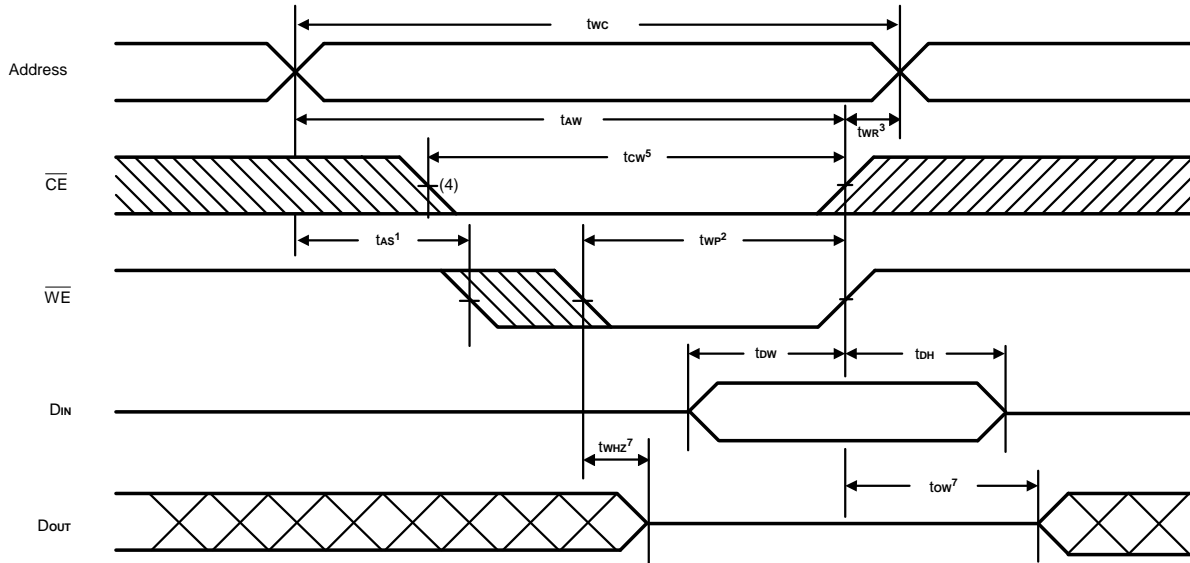 tWC
Address
tAW
tWR³
tCW⁵
CE
(4)
tAS¹
tWP²
WE
tDW
tDH
DIN
tWHZ⁷
tOW⁷
DOUT